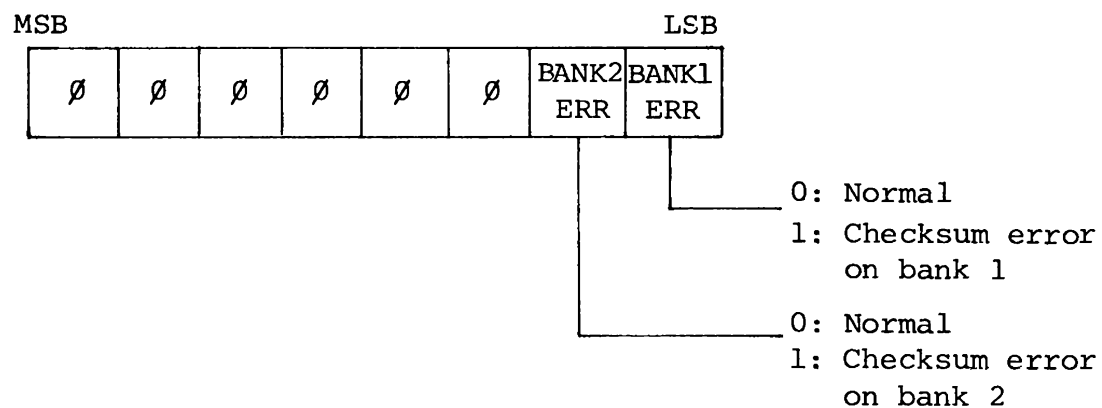 MSB LSB
Ø Ø Ø Ø Ø Ø BANK2 ERR BANK1 ERR
0: Normal
1: Checksum error
on bank 1
0: Normal
1: Checksum error
on bank 2